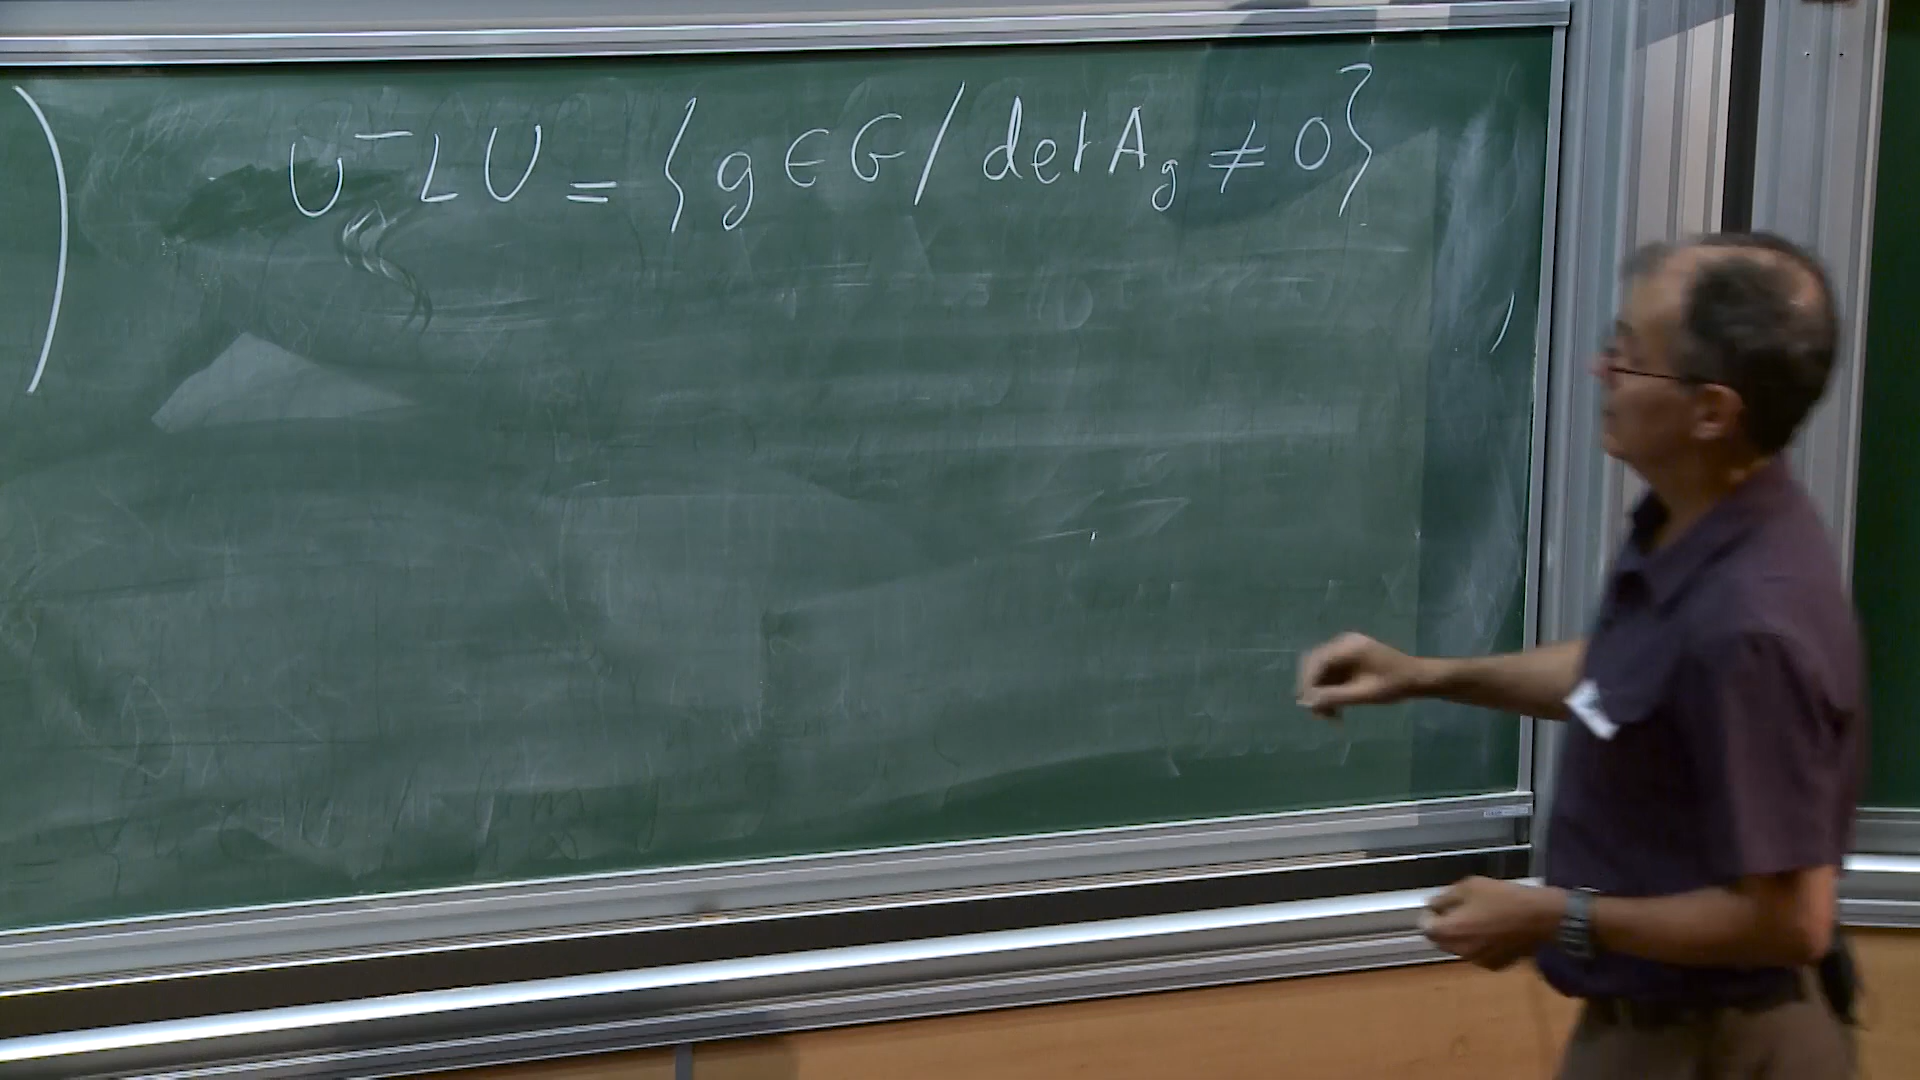 ) U⁻LU = { g ∈ G / det A_g ≠ 0 }